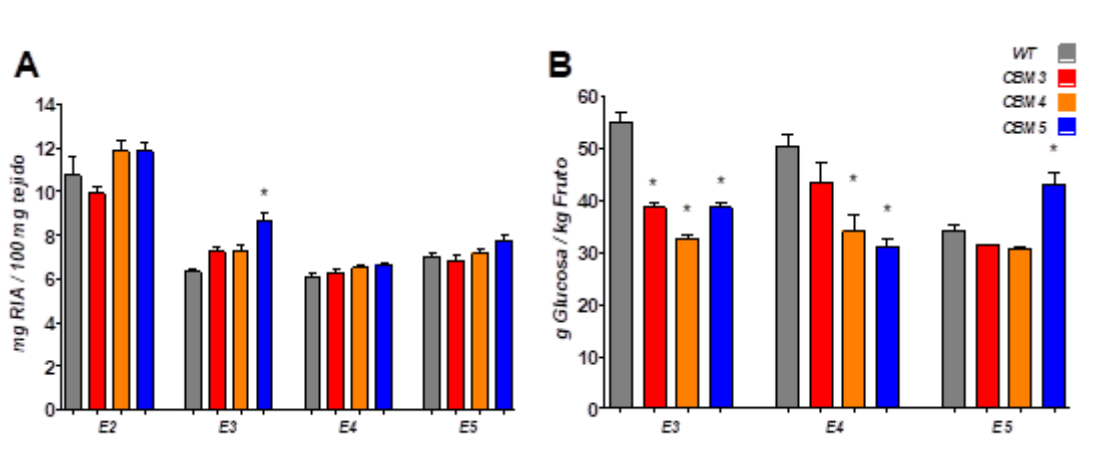 A
mg RIA / 100 mg tejido
14
12
10
8
6
4
2
0
*
E2
E3
E4
E5
B
WT
CBM 3
CBM 4
CBM 5
g Glucosa / kg Fruto
60
50
40
30
20
10
0
*
*
*
*
*
*
E3
E4
E5